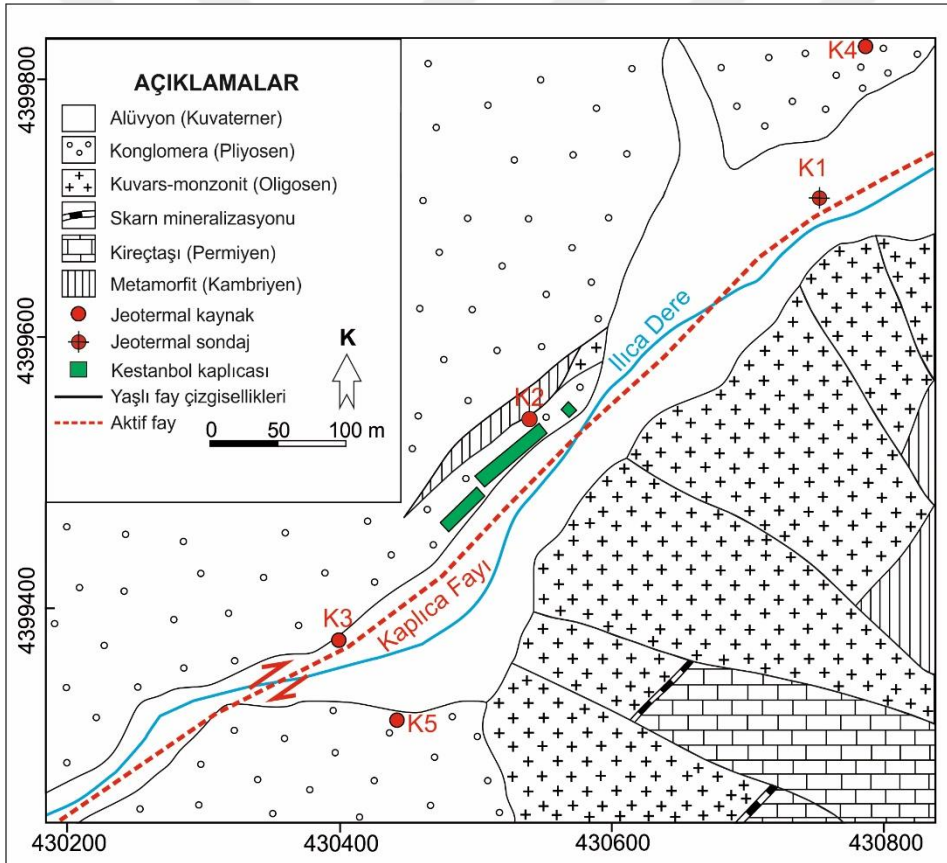 AÇIKLAMALAR
Alüvyon (Kuvaterner)
Konglomera (Pliyosen)
Kuvars-monzonit (Oligosen)
Skarn mineralizasyonu
Kireçtaşı (Permiyen)
Metamorfit (Kambriyen)
Jeotermal kaynak
Jeotermal sondaj
Kestanbol kaplıcası
Yaşlı fay çizgisellikleri
Aktif fay
K
0 50 100 m
K4
K1
K2
K3
K5
Ilıca Dere
Kaplıca Fayı
4399800
4399600
4399400
430200 430400 430600 430800